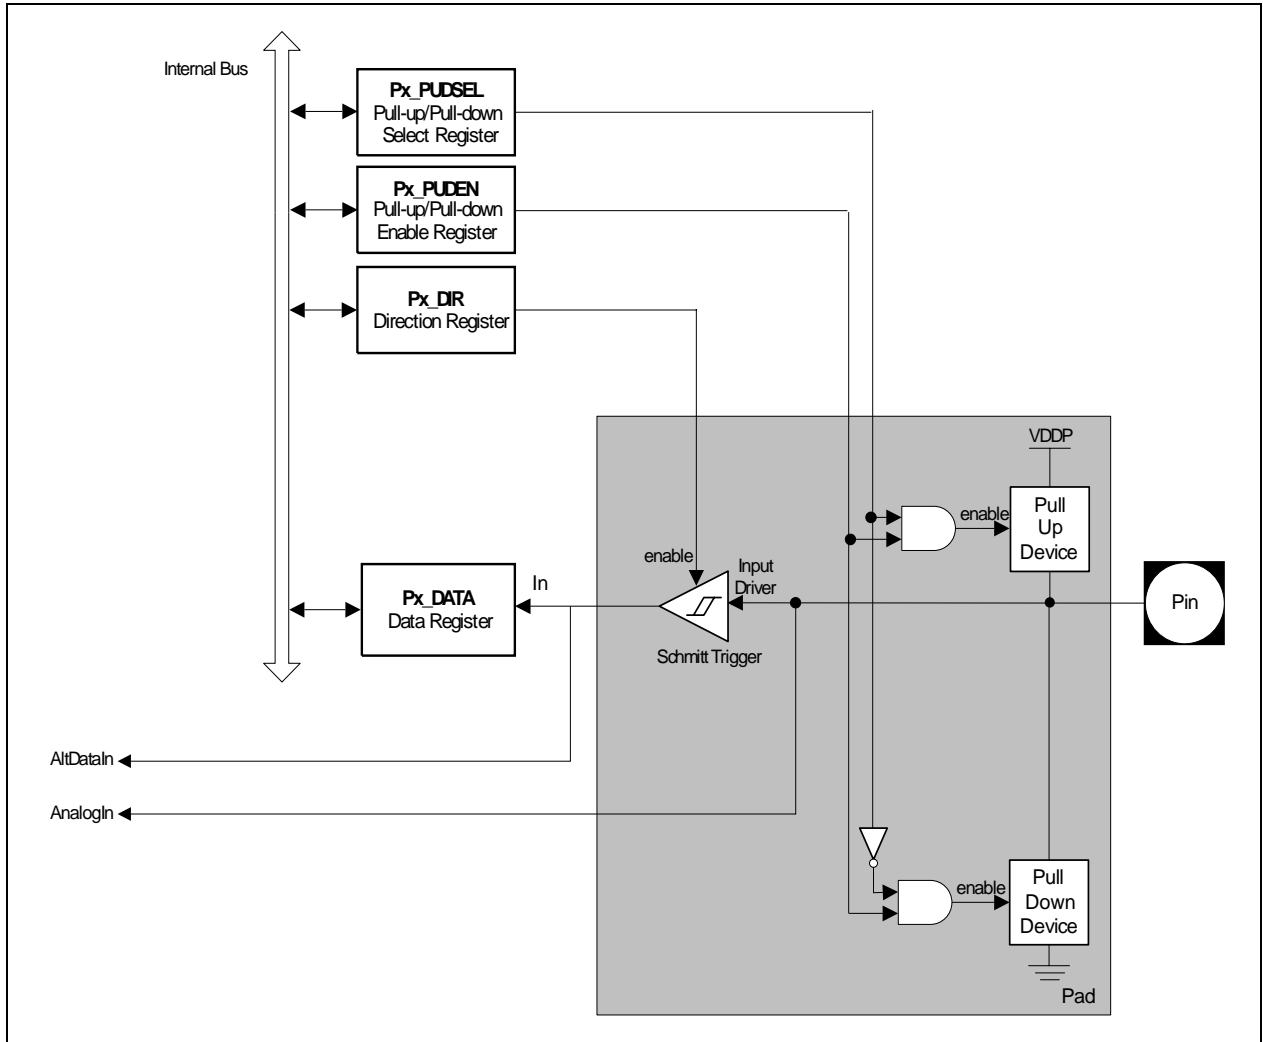 Internal Bus
Px_PUDSEL
Pull-up/Pull-down
Select Register
Px_PUDEN
Pull-up/Pull-down
Enable Register
Px_DIR
Direction Register
VDDP
Pull
Up
Device
enable
enable
Input
Driver
In
Px_DATA
Data Register
Schmitt Trigger
Pin
AltDataIn
AnalogIn
enable
Pull
Down
Device
Pad